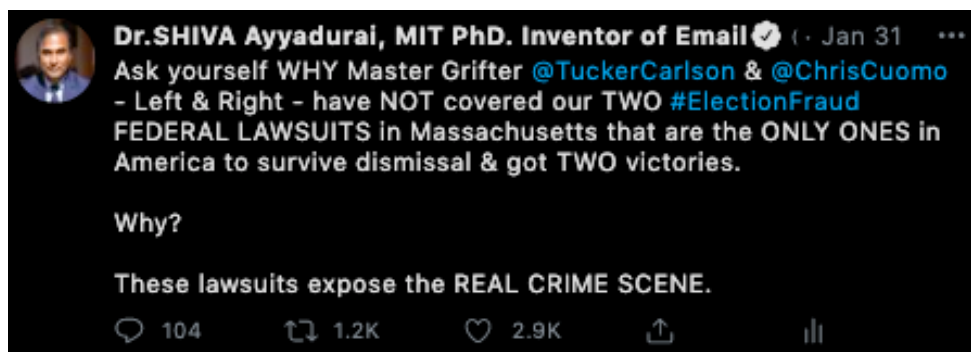 Dr.SHIVA Ayyadurai, MIT PhD. Inventor of Email ( · Jan 31 ···
Ask yourself WHY Master Grifter @TuckerCarlson & @ChrisCuomo
- Left & Right - have NOT covered our TWO #ElectionFraud
FEDERAL LAWSUITS in Massachusetts that are the ONLY ONES in
America to survive dismissal & got TWO victories.
Why?
These lawsuits expose the REAL CRIME SCENE.
104 1.2K 2.9K